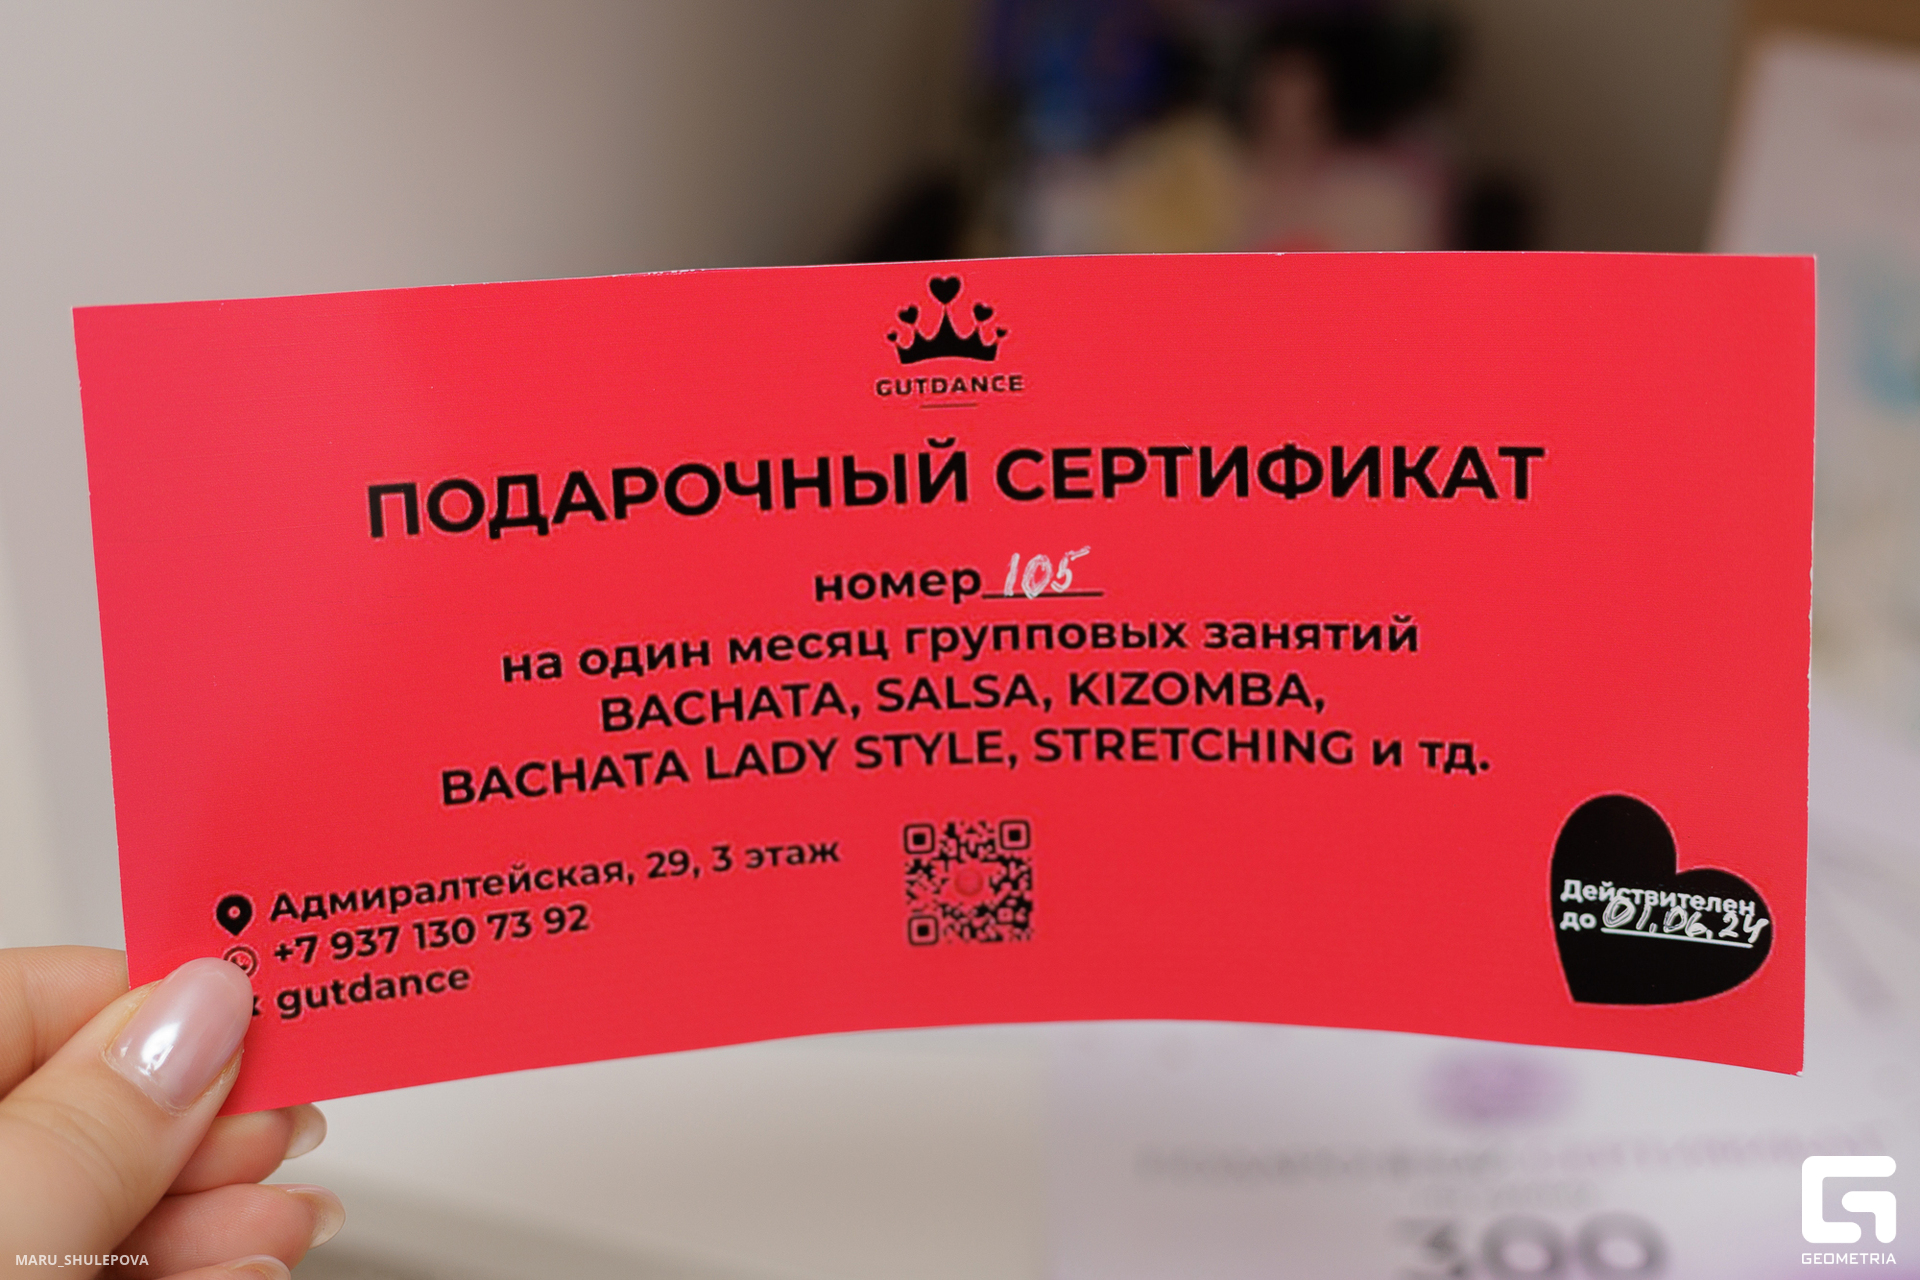 GUTDANCE
ПОДАРОЧНЫЙ СЕРТИФИКАТ
номер 105
на один месяц групповых занятий
BACHATA, SALSA, KIZOMBA,
BACHATA LADY STYLE, STRETCHING и тд.
Адмиралтейская, 29, 3 этаж
+7 937 130 73 92
gutdance
Действителен
до 01.06.24
300
MARU_SHULEPOVA
GEOMETRIA